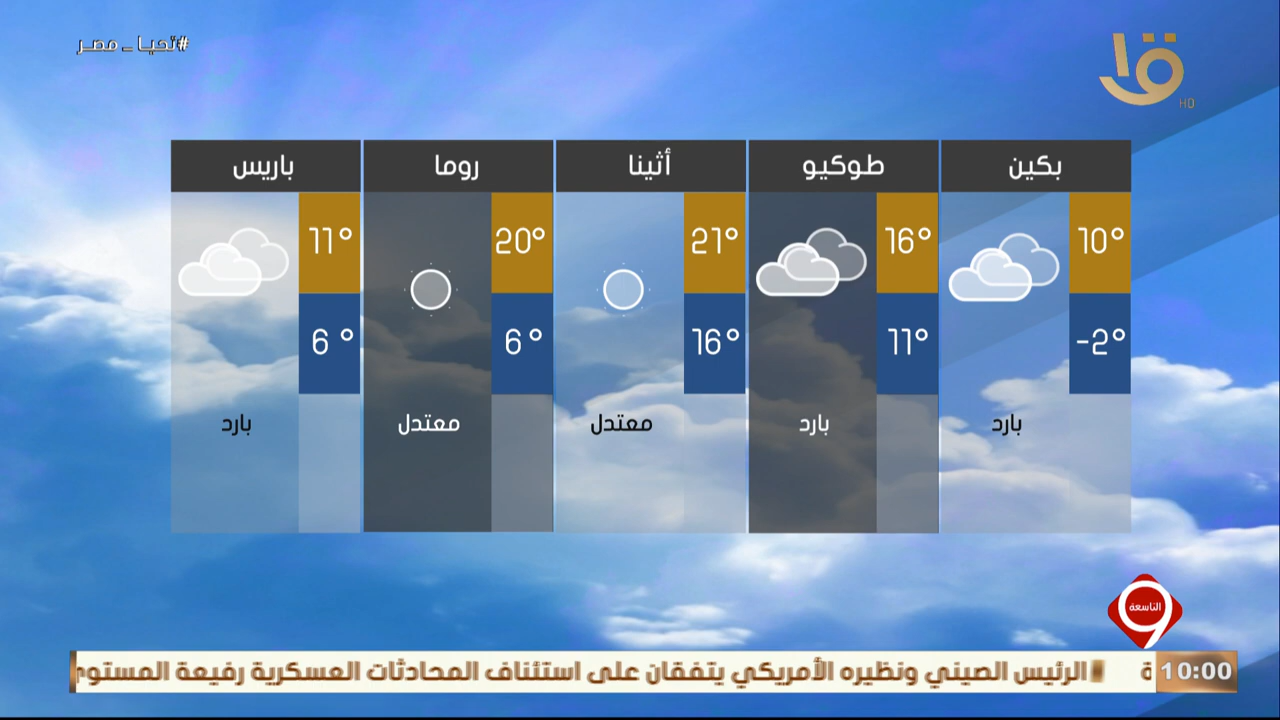 #تحيا_مصر
HD
بكين
10°
-2°
بارد
طوكيو
16°
11°
بارد
أثينا
21°
16°
معتدل
روما
20°
6°
معتدل
باريس
11°
6°
بارد
التاسعة
9
10:00
الرئيس الصيني ونظيره الأمريكي يتفقان على استئناف المحادثات العسكرية رفيعة